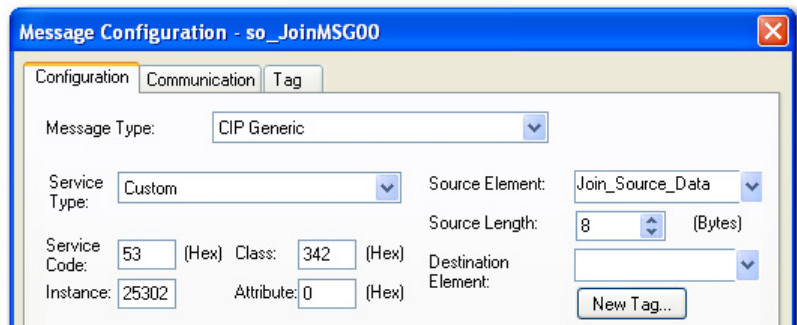 Message Configuration - so_JoinMSG00
Configuration Communication Tag
Message Type: CIP Generic
Service Type: Custom
Source Element: Join_Source_Data
Source Length: 8 (Bytes)
Service Code: 53 (Hex) Class: 342 (Hex)
Destination Element:
Instance: 25302 Attribute: 0 (Hex)
New Tag...